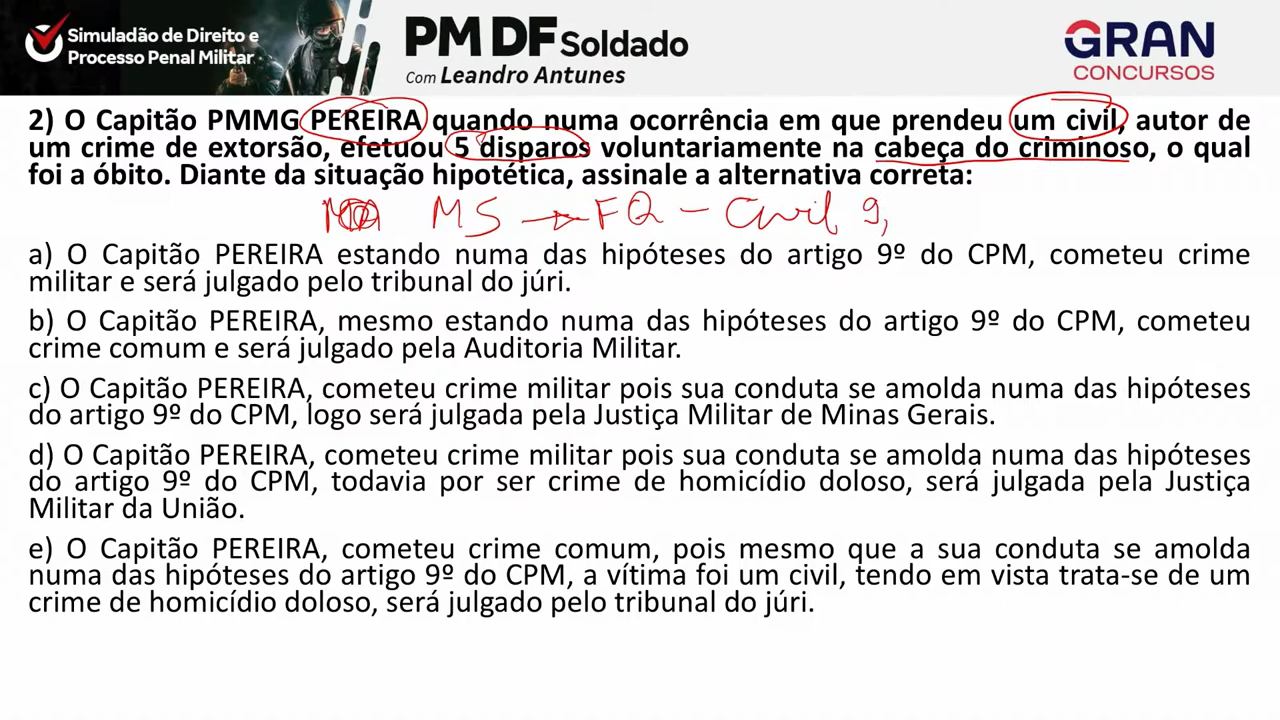 Simuladão de Direito e
Processo Penal Militar
PM DF Soldado
Com Leandro Antunes
GRAN
CONCURSOS
2) O Capitão PMMG PEREIRA quando numa ocorrência em que prendeu um civil, autor de
um crime de extorsão, efetuou 5 disparos voluntariamente na cabeça do criminoso, o qual
foi a óbito. Diante da situação hipotética, assinale a alternativa correta:
MS → FQ - Civil 9,
a) O Capitão PEREIRA estando numa das hipóteses do artigo 9º do CPM, cometeu crime
militar e será julgado pelo tribunal do júri.
b) O Capitão PEREIRA, mesmo estando numa das hipóteses do artigo 9º do CPM, cometeu
crime comum e será julgado pela Auditoria Militar.
c) O Capitão PEREIRA, cometeu crime militar pois sua conduta se amolda numa das hipóteses
do artigo 9º do CPM, logo será julgada pela Justiça Militar de Minas Gerais.
d) O Capitão PEREIRA, cometeu crime militar pois sua conduta se amolda numa das hipóteses
do artigo 9º do CPM, todavia por ser crime de homicídio doloso, será julgada pela Justiça
Militar da União.
e) O Capitão PEREIRA, cometeu crime comum, pois mesmo que a sua conduta se amolda
numa das hipóteses do artigo 9º do CPM, a vítima foi um civil, tendo em vista trata-se de um
crime de homicídio doloso, será julgado pelo tribunal do júri.